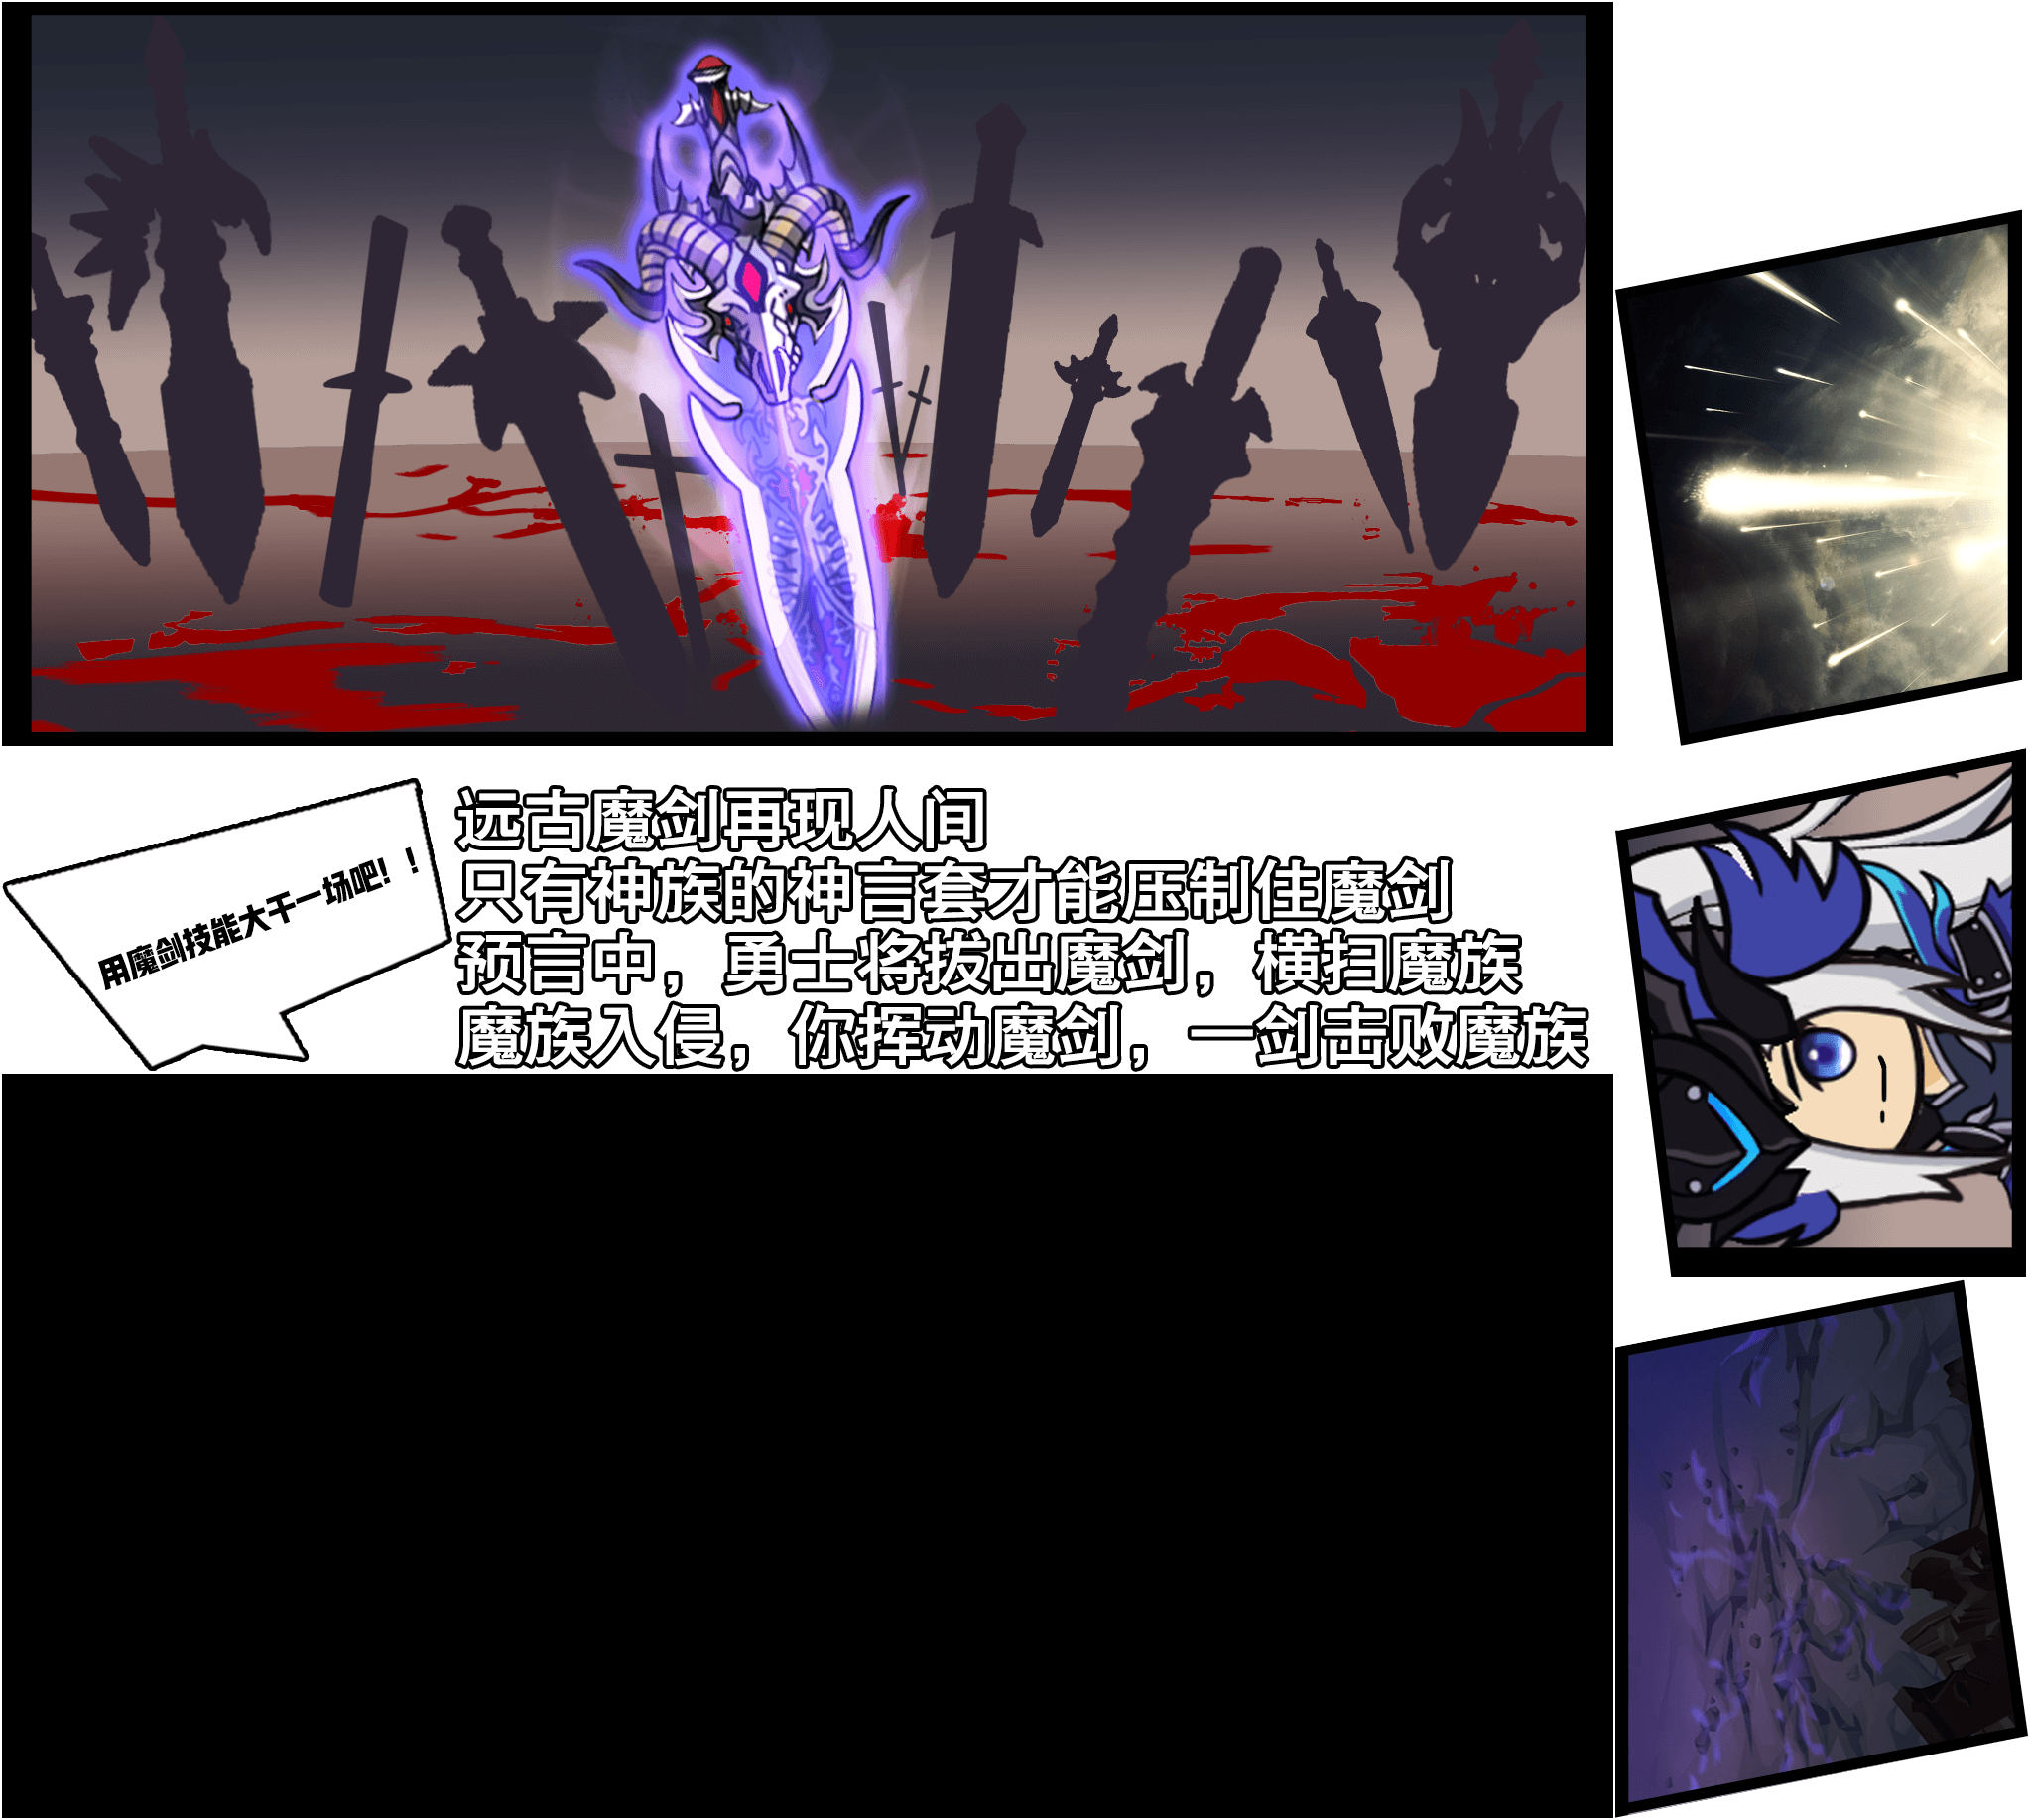 远古魔剑再现人间
只有神族的神言套才能压制住魔剑
预言中，勇士将拔出魔剑，横扫魔族
魔族入侵，你挥动魔剑，一剑击败魔族
用魔剑技能大干一场吧！！